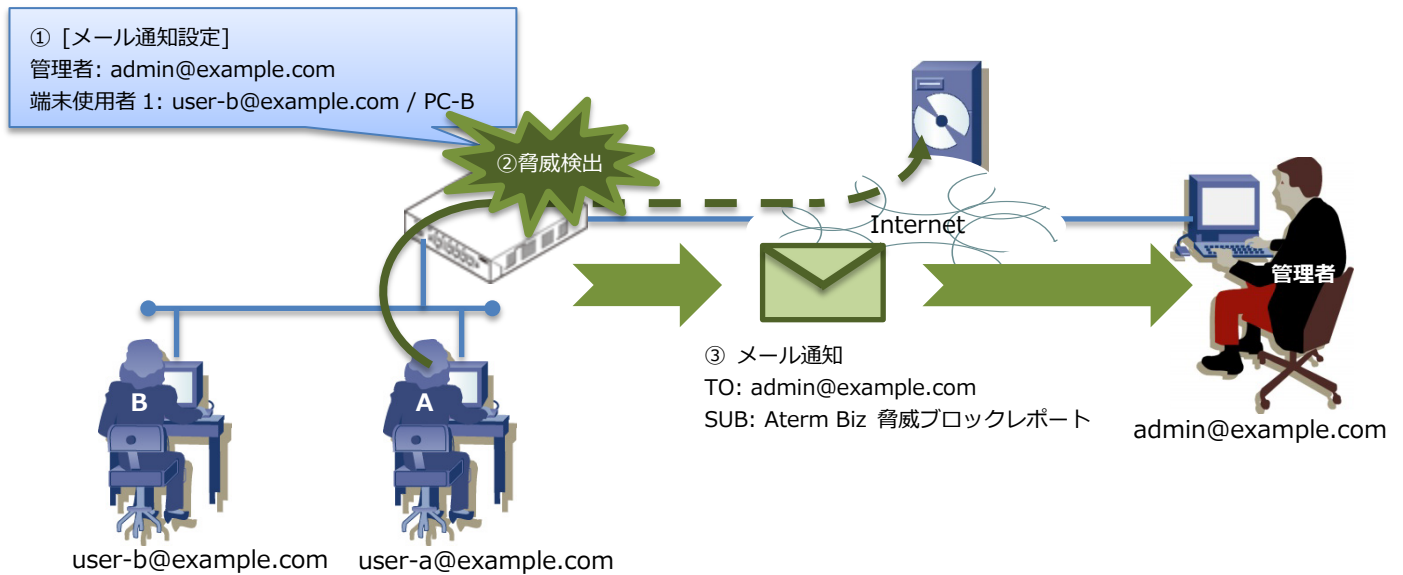 ① [メール通知設定]
管理者: admin@example.com
端末使用者 1: user-b@example.com / PC-B
②脅威検出
Internet
管理者
③ メール通知
TO: admin@example.com
SUB: Aterm Biz 脅威ブロックレポート
admin@example.com
B
A
user-b@example.com
user-a@example.com